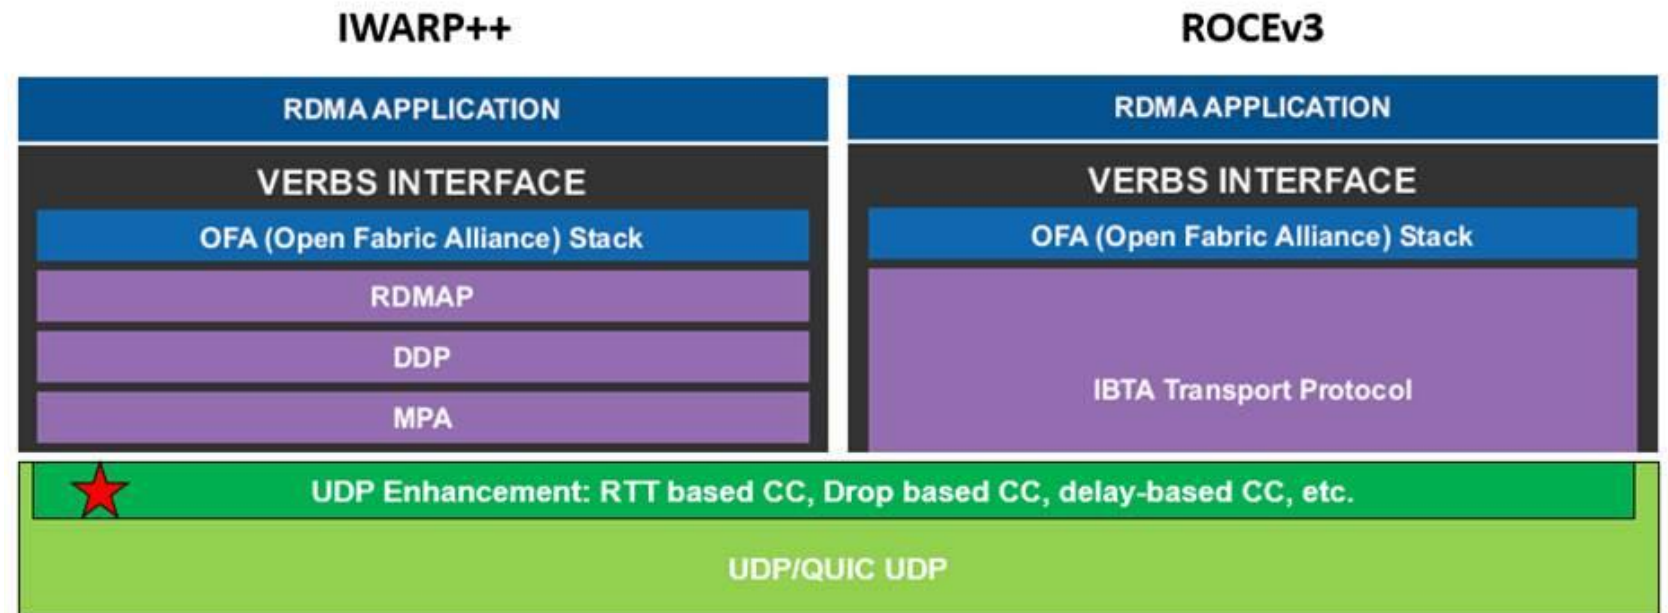 IWARP++
RDMA APPLICATION
VERBS INTERFACE
OFA (Open Fabric Alliance) Stack
RDMAP
DDP
MPA
ROCEv3
RDMA APPLICATION
VERBS INTERFACE
OFA (Open Fabric Alliance) Stack
IBTA Transport Protocol
UDP Enhancement: RTT based CC, Drop based CC, delay-based CC, etc.
UDP/QUIC UDP